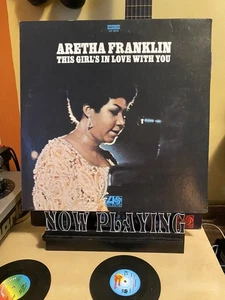 ARETHA FRANKLIN
THIS GIRL'S IN LOVE WITH YOU
NOW PLAYING